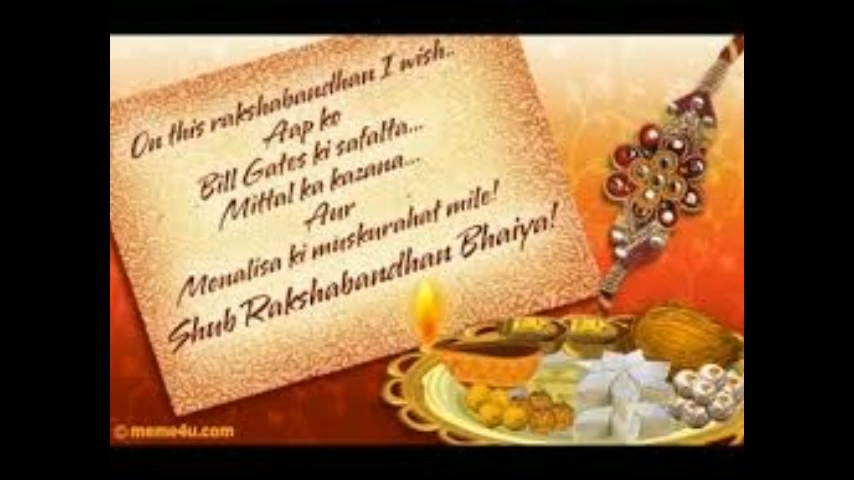 On this rakshabandhan I wish..
Aap ko
Bill Gates ki safalta...
Mittal ka kazana...
Aur
Monalisa ki muskurahat mile!
Shub Rakshabandhan Bhaiya!
© meme4u.com